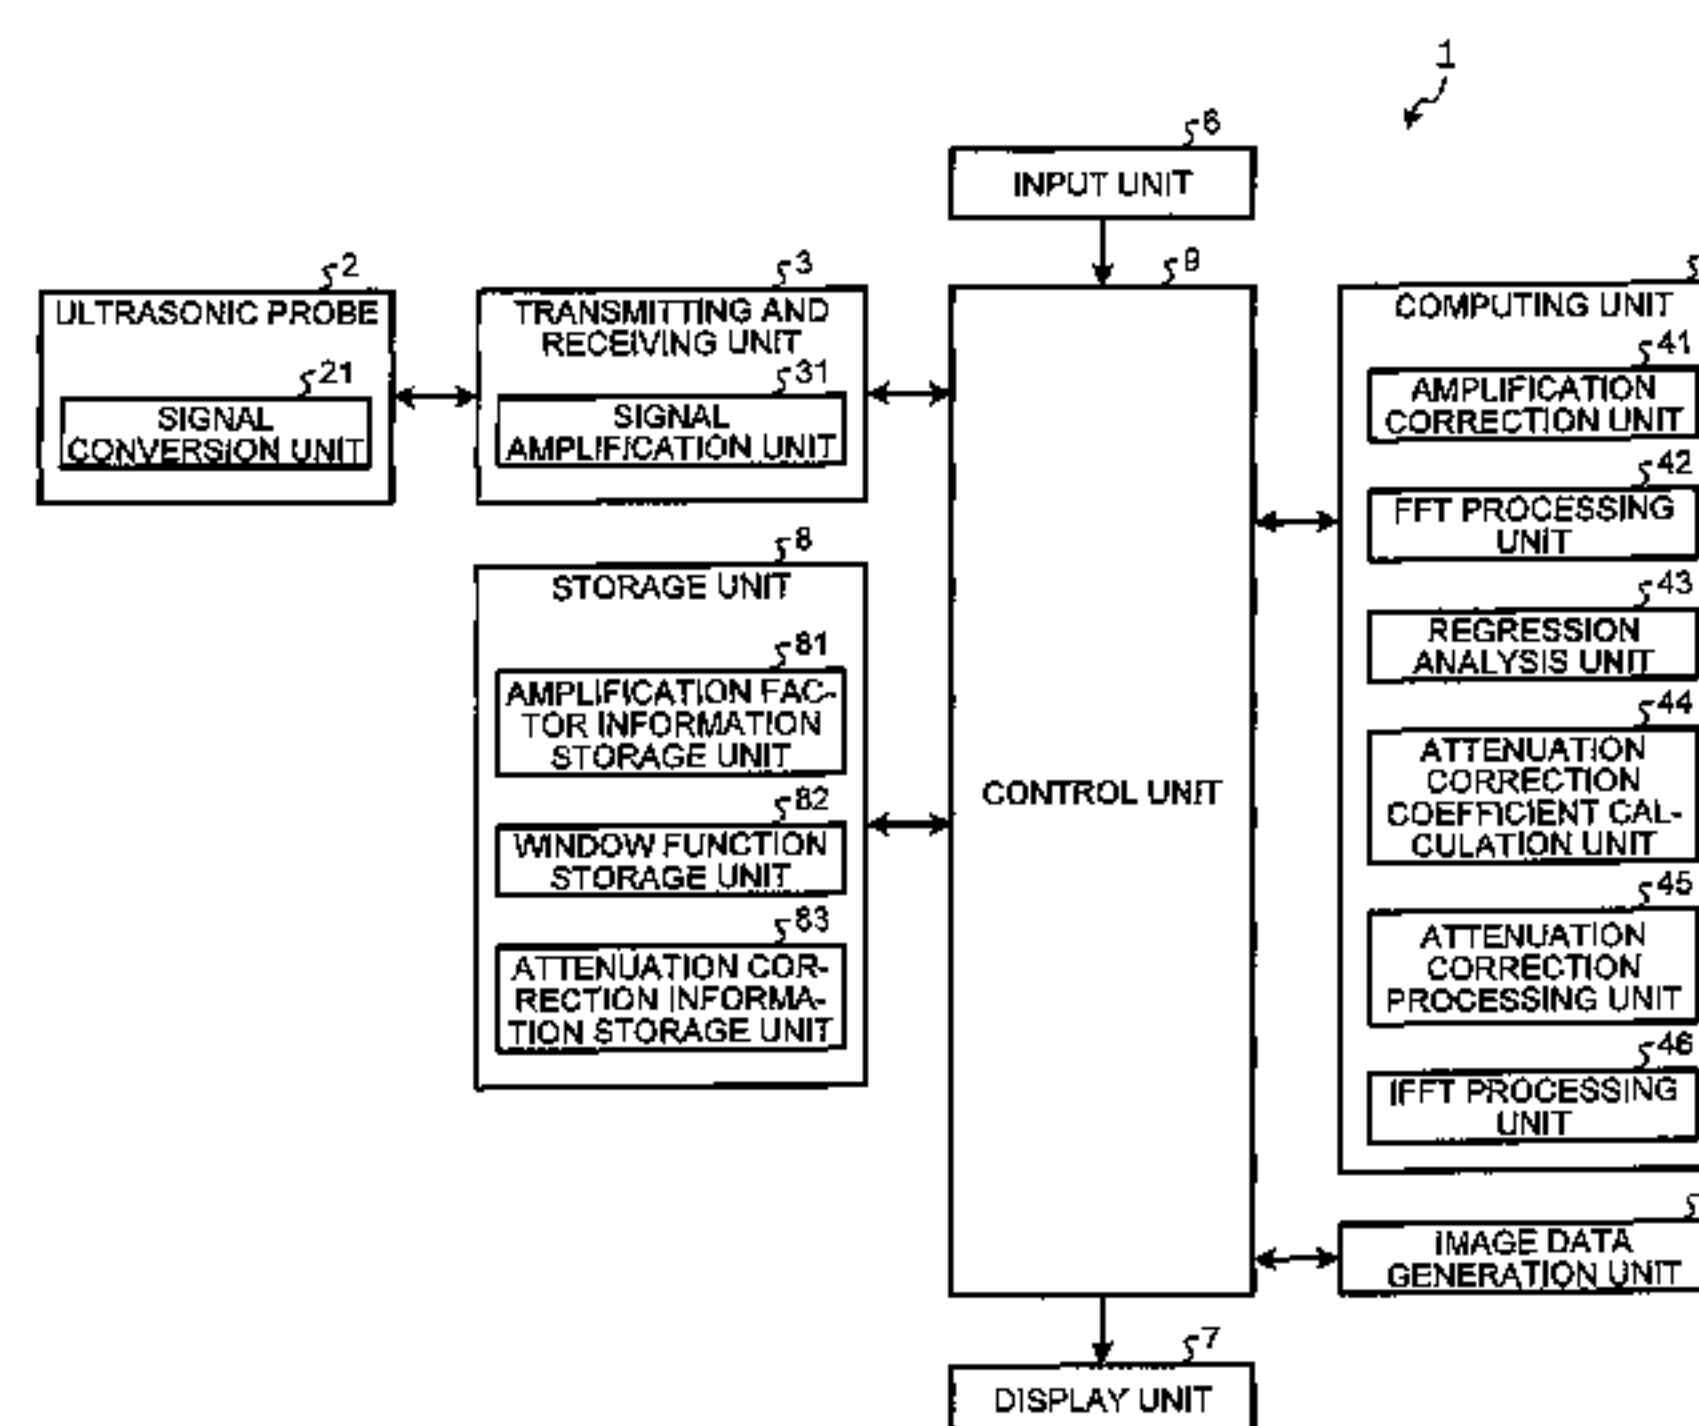 1
6
INPUT UNIT
2
ULTRASONIC PROBE
21
SIGNAL
CONVERSION UNIT
3
TRANSMITTING AND
RECEIVING UNIT
31
SIGNAL
AMPLIFICATION UNIT
8
STORAGE UNIT
81
AMPLIFICATION FAC-
TOR INFORMATION
STORAGE UNIT
82
WINDOW FUNCTION
STORAGE UNIT
83
ATTENUATION COR-
RECTION INFORMA-
TION STORAGE UNIT
9
CONTROL UNIT
COMPUTING UNIT
41
AMPLIFICATION
CORRECTION UNIT
42
FFT PROCESSING
UNIT
43
REGRESSION
ANALYSIS UNIT
44
ATTENUATION
CORRECTION
COEFFICIENT CAL-
CULATION UNIT
45
ATTENUATION
CORRECTION
PROCESSING UNIT
46
IFFT PROCESSING
UNIT
IMAGE DATA
GENERATION UNIT
7
DISPLAY UNIT